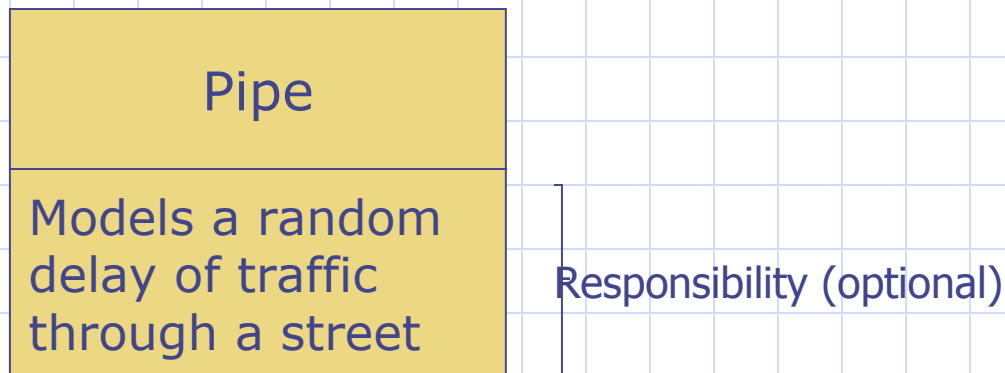 Pipe
Models a random
delay of traffic
through a street
Responsibility (optional)